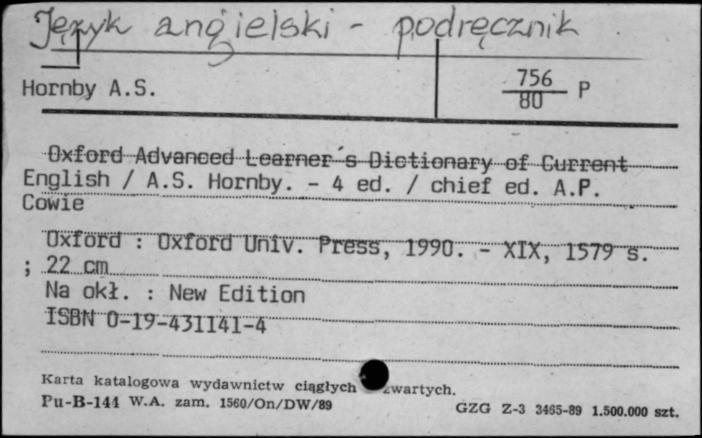 Język angielski - podręcznik
Hornby A.S.
756
80 P
Oxford Advanced Learner's Dictionary of Current
English / A.S. Hornby. - 4 ed. / chief ed. A.P.
Cowie
Oxford : Oxford Univ. Press, 1990. - XIX, 1579 s.
; 22 cm
Na okł. : New Edition
ISBN 0-19-431141-4
Karta katalogowa wydawnictw ciągłych zwartych.
Pu-B-144 W.A. zam. 1560/On/DW/89
GZG Z-3 3465-89 1.500.000 szt.